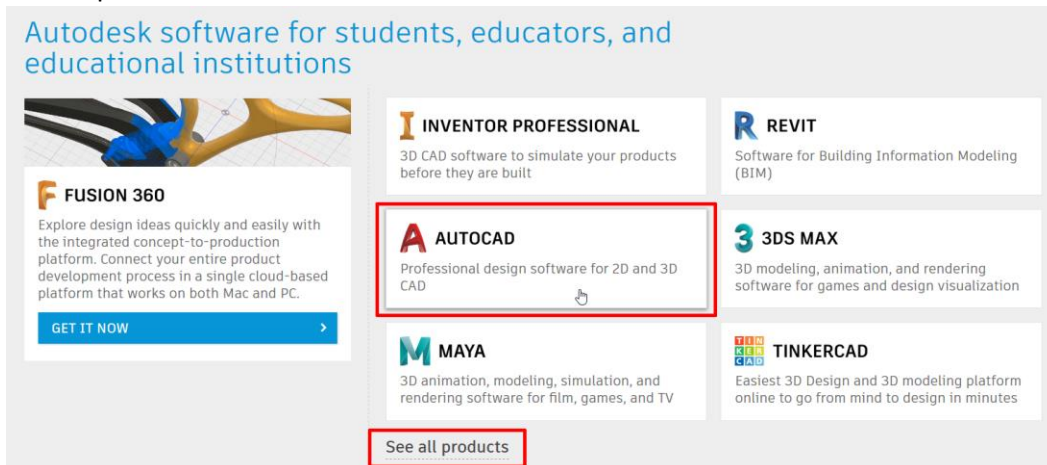 Autodesk software for students, educators, and
educational institutions
FUSION 360
Explore design ideas quickly and easily with
the integrated concept-to-production
platform. Connect your entire product
development process in a single cloud-based
platform that works on both Mac and PC.
GET IT NOW
INVENTOR PROFESSIONAL
3D CAD software to simulate your products
before they are built
REVIT
Software for Building Information Modeling
(BIM)
AUTOCAD
Professional design software for 2D and 3D
CAD
3DS MAX
3D modeling, animation, and rendering
software for games and design visualization
MAYA
3D animation, modeling, simulation, and
rendering software for film, games, and TV
TIN
KER
CAD
TINKERCAD
Easiest 3D Design and 3D modeling platform
online to go from mind to design in minutes
See all products